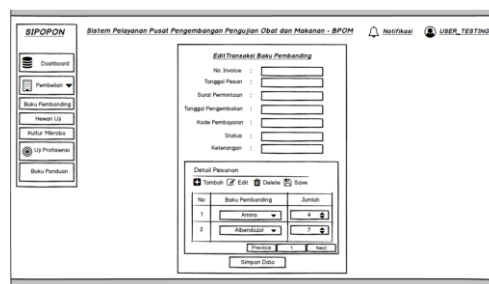 SIPOPON
Sistem Pelayanan Pusat Pengembangan Pengujian Obat dan Makanan - BPOM
Notifikasi
USER_TESTING
Dashboard
Pembelian
Baku Pembanding
Hewan Uji
Kultur Mikroba
Uji Profisiensi
Buku Panduan
Edit Transaksi Baku Pembanding
No Invoice :
Tanggal Pesan :
Surat Permintaan :
Tanggal Pengembalian :
Kode Pembayaran :
Status :
Keterangan :
Detail Pesanan
Tambah Edit Delete Save
No Baku Pembanding Jumlah
1 Amino 4
2 Albendazol 7
Previous 1 Next
Simpan Data